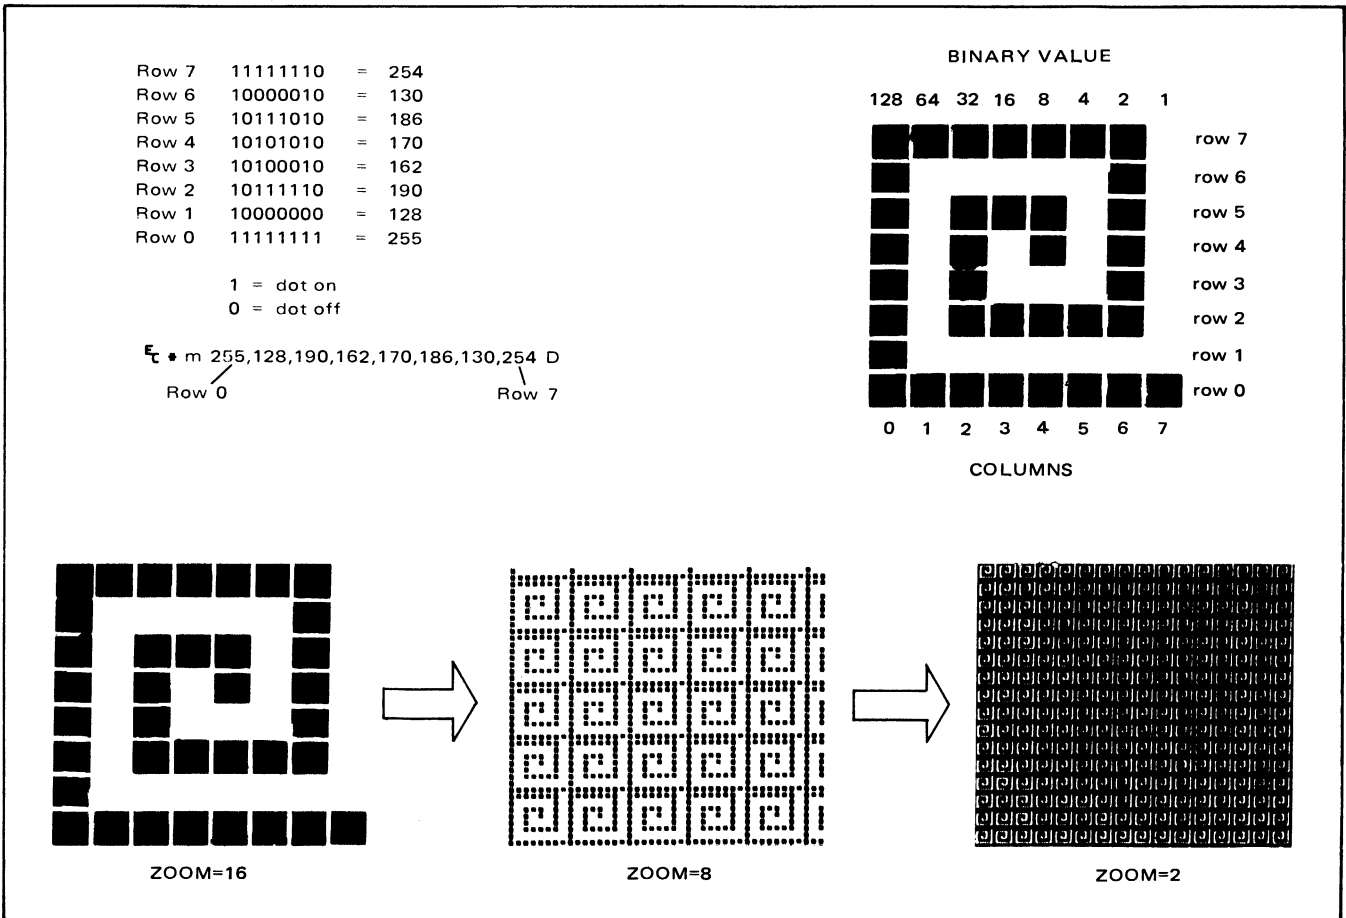 Row 7 11111110 = 254
Row 6 10000010 = 130
Row 5 10111010 = 186
Row 4 10101010 = 170
Row 3 10100010 = 162
Row 2 10111110 = 190
Row 1 10000000 = 128
Row 0 11111111 = 255
1 = dot on
0 = dot off
E꜀ * m 255,128,190,162,170,186,130,254 D
Row 0 Row 7
BINARY VALUE
128 64 32 16 8 4 2 1
row 7
row 6
row 5
row 4
row 3
row 2
row 1
row 0
0 1 2 3 4 5 6 7
COLUMNS
ZOOM=16
ZOOM=8
ZOOM=2